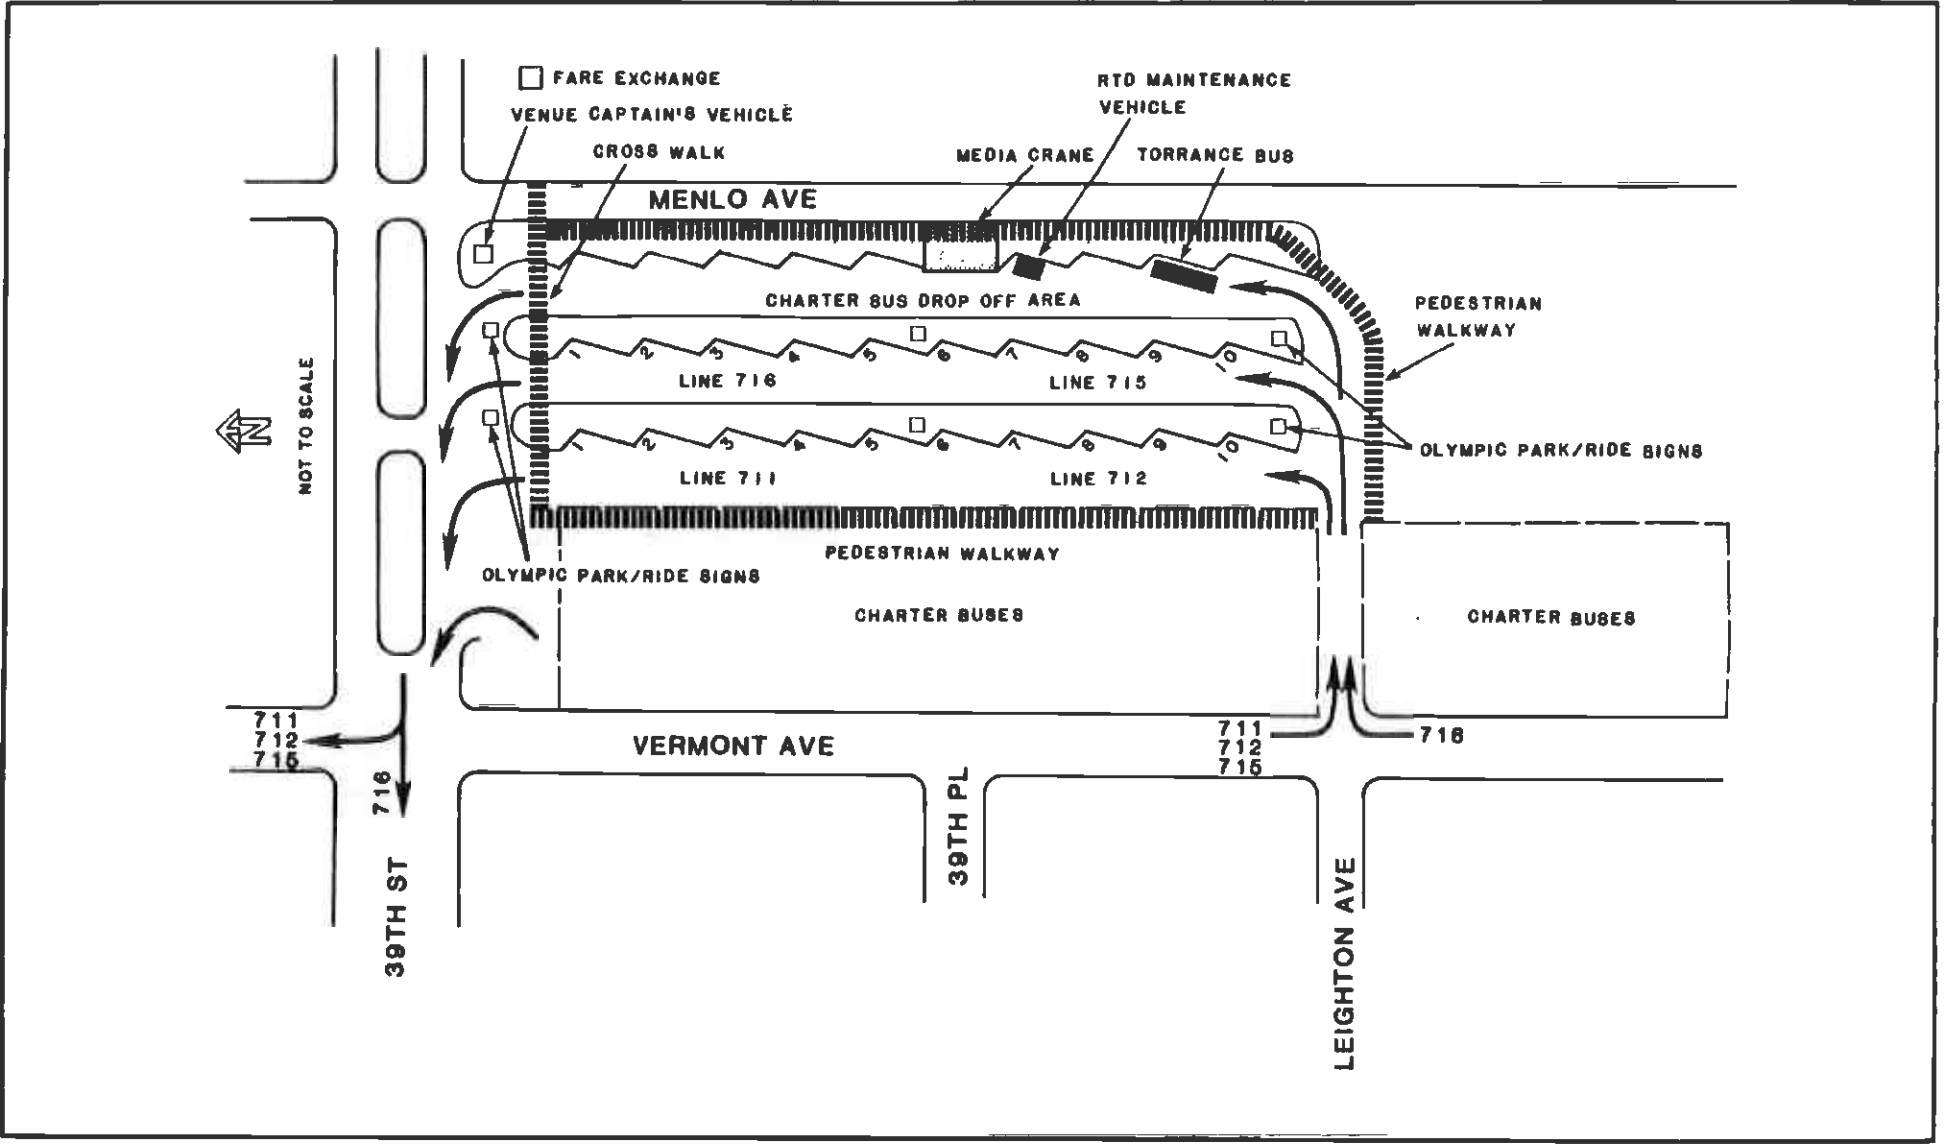 FARE EXCHANGE
VENUE CAPTAIN'S VEHICLE
CROSS WALK
RTD MAINTENANCE
VEHICLE
MEDIA CRANE
TORRANCE BUS
MENLO AVE
CHARTER BUS DROP OFF AREA
PEDESTRIAN
WALKWAY
1 2 3 4 5 6 7 8 9 10
LINE 716
LINE 715
N
NOT TO SCALE
1 2 3 4 5 6 7 8 9 10
OLYMPIC PARK/RIDE SIGNS
LINE 711
LINE 712
PEDESTRIAN WALKWAY
OLYMPIC PARK/RIDE SIGNS
CHARTER BUSES
CHARTER BUSES
711
712
715
716
VERMONT AVE
711
712
715
716
39TH ST
39TH PL
LEIGHTON AVE